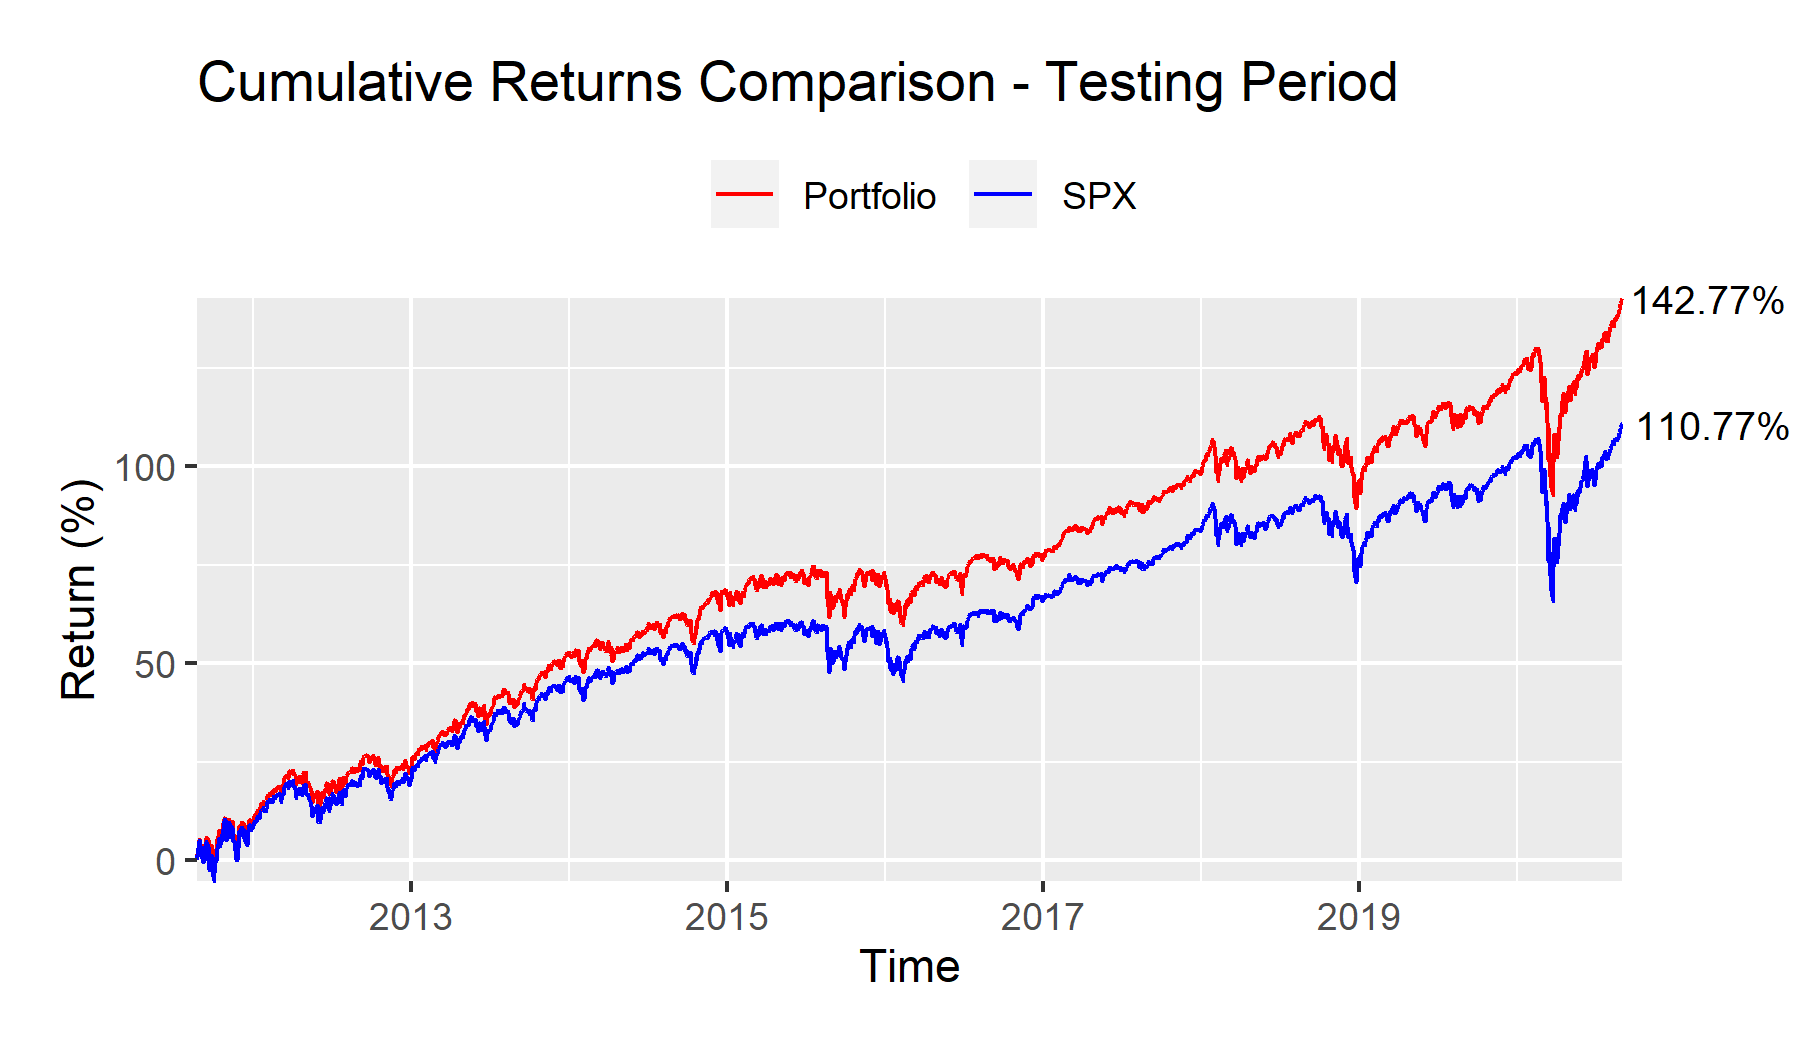 Cumulative Returns Comparison - Testing Period
Portfolio SPX
142.77%
110.77%
100
50
0
Return (%)
2013 2015 2017 2019
Time